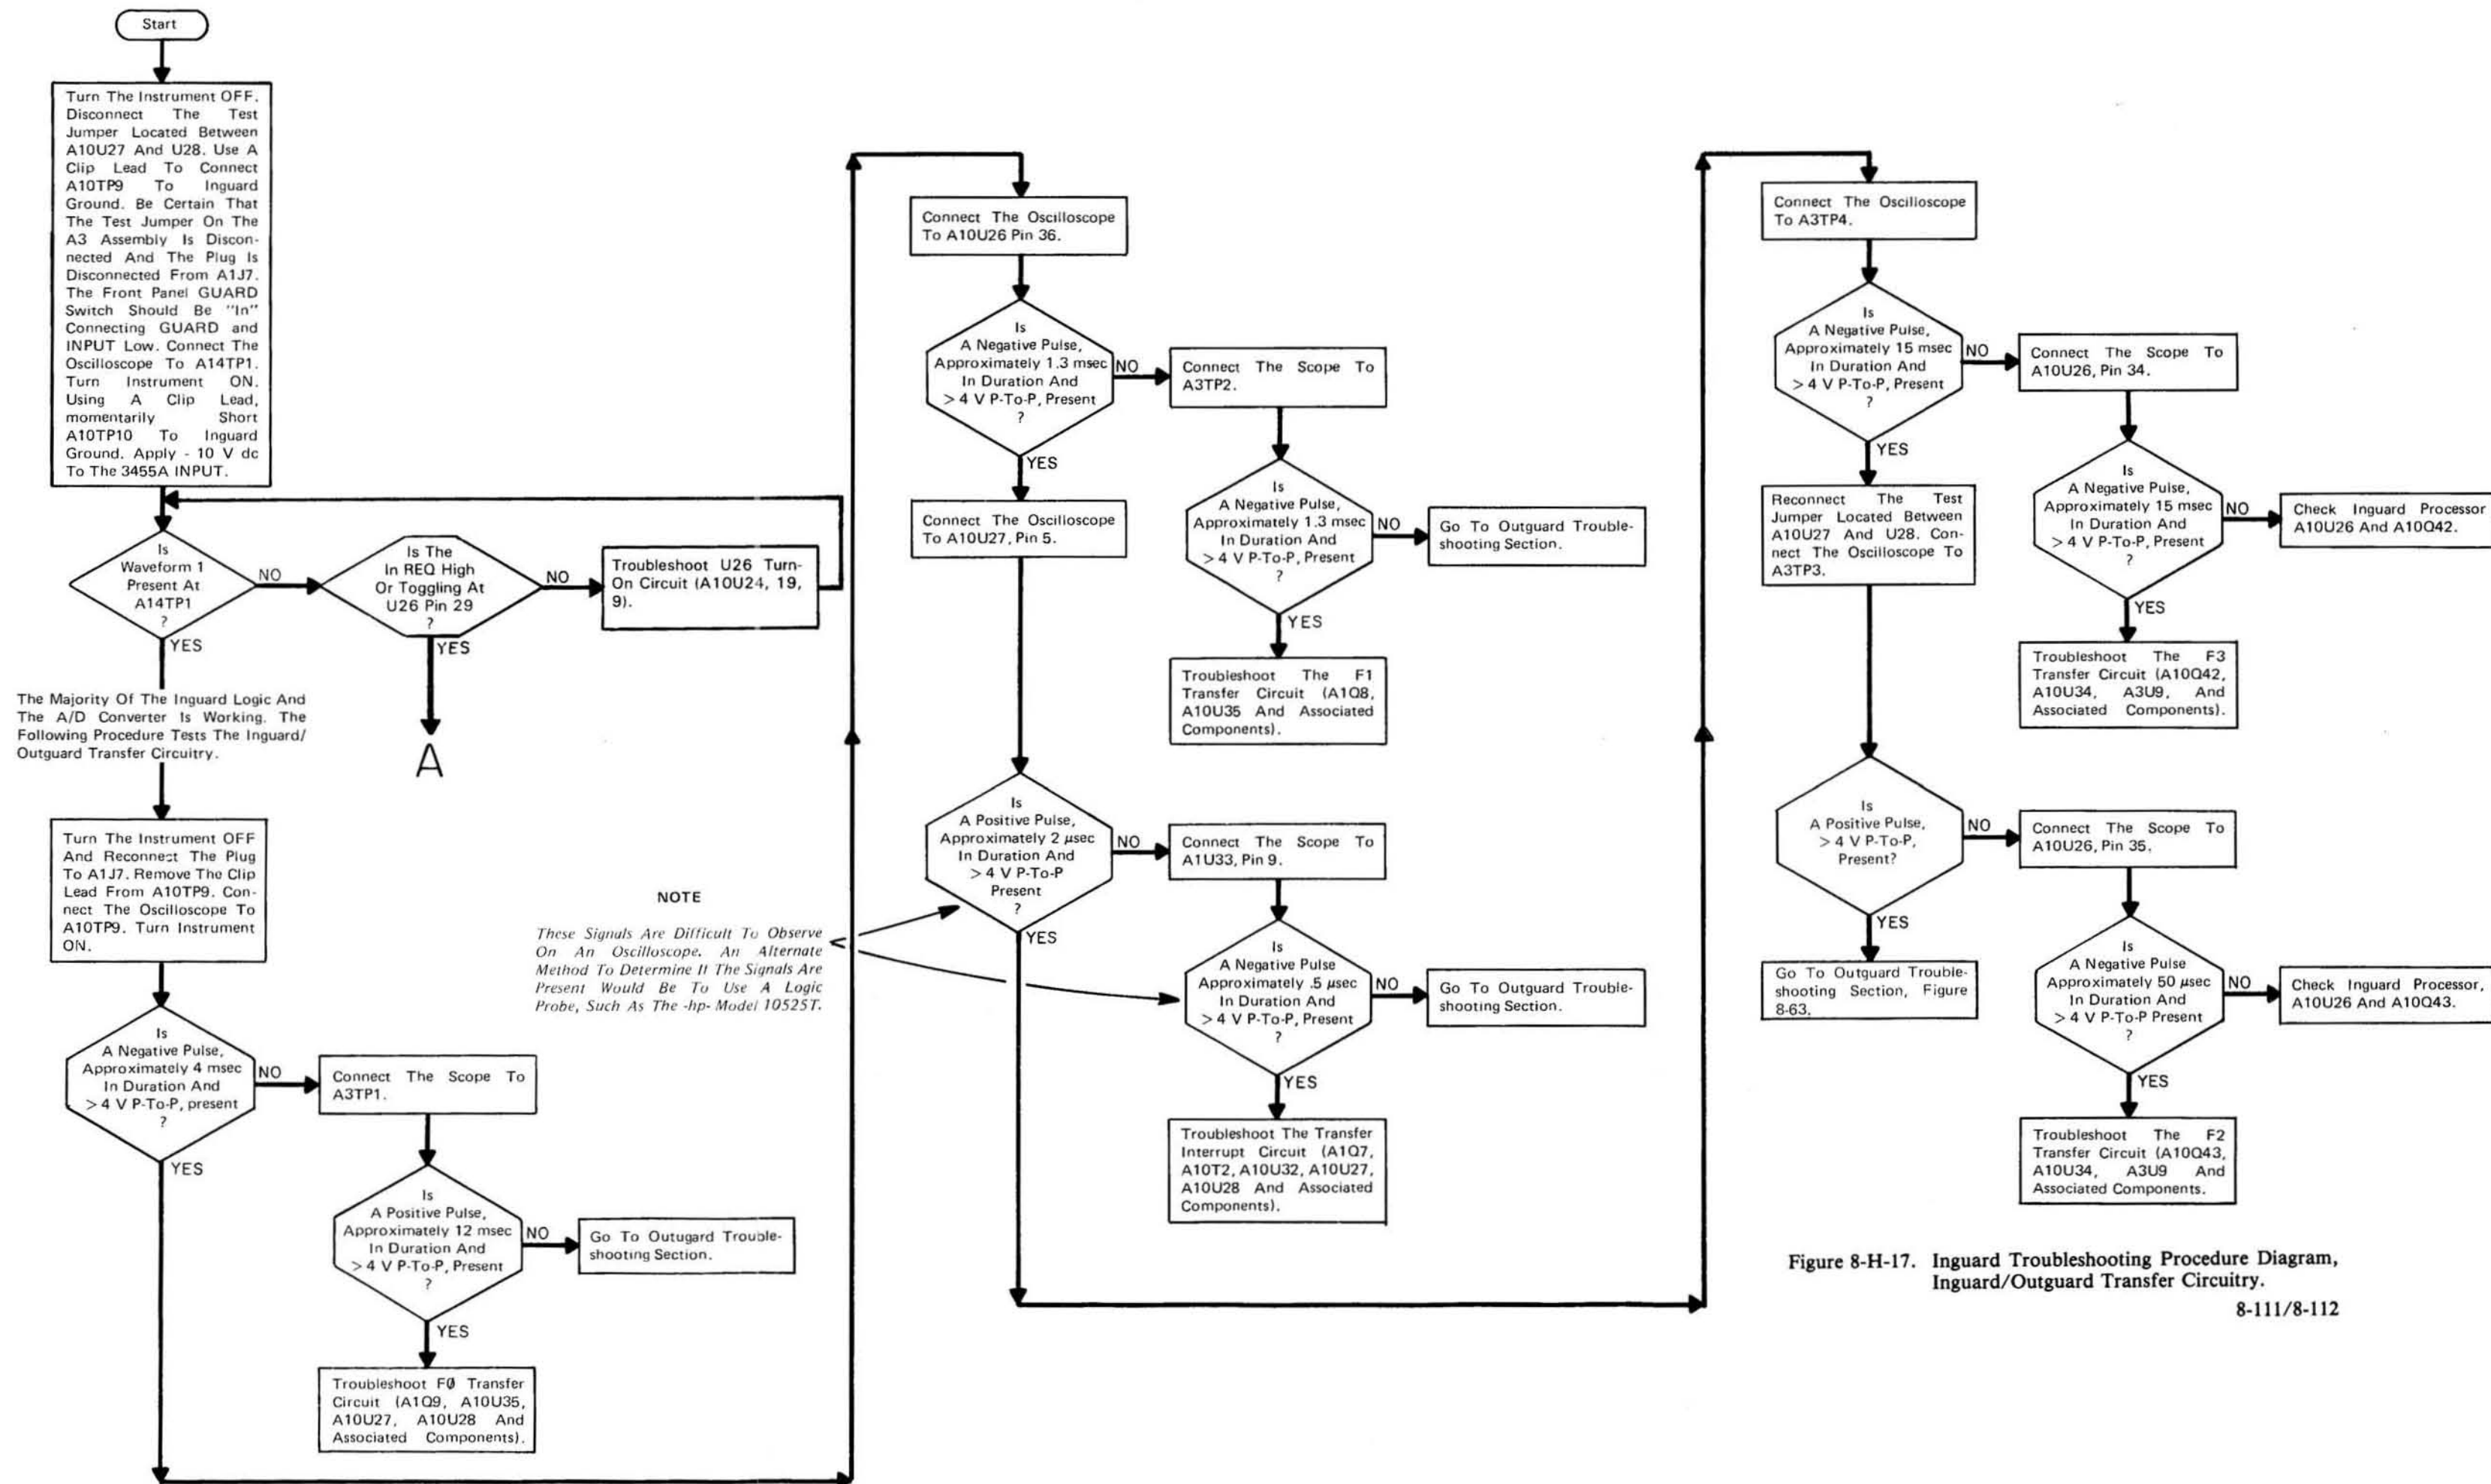 Start
Turn The Instrument OFF.
Disconnect The Test
Jumper Located Between
A10U27 And U28. Use A
Clip Lead To Connect
A10TP9 To Inguard
Ground. Be Certain That
The Test Jumper On The
A3 Assembly Is Discon-
nected And The Plug Is
Disconnected From A1J7.
The Front Panel GUARD
Switch Should Be "In"
Connecting GUARD and
INPUT Low. Connect The
Oscilloscope To A14TP1.
Turn Instrument ON.
Using A Clip Lead,
momentarily Short
A10TP10 To Inguard
Ground. Apply - 10 V dc
To The 3455A INPUT.
Is
Waveform 1
Present At
A14TP1
?
NO
YES
Is The
In REQ High
Or Toggling At
U26 Pin 29
?
NO
YES
A
Troubleshoot U26 Turn-
On Circuit (A10U24, 19,
9).
The Majority Of The Inguard Logic And
The A/D Converter Is Working. The
Following Procedure Tests The Inguard/
Outguard Transfer Circuitry.
Turn The Instrument OFF
And Reconnect The Plug
To A1J7. Remove The Clip
Lead From A10TP9. Con-
nect The Oscilloscope To
A10TP9. Turn Instrument
ON.
Is
A Negative Pulse,
Approximately 4 msec
In Duration And
> 4 V P-To-P, present
?
NO
YES
Connect The Scope To
A3TP1.
Is
A Positive Pulse,
Approximately 12 msec
In Duration And
> 4 V P-To-P, Present
?
NO
YES
Go To Outugard Trouble-
shooting Section.
Troubleshoot FØ Transfer
Circuit (A1Q9, A10U35,
A10U27, A10U28 And
Associated Components).
NOTE
These Signals Are Difficult To Observe
On An Oscilloscope. An Alternate
Method To Determine If The Signals Are
Present Would Be To Use A Logic
Probe, Such As The -hp- Model 10525T.
Connect The Oscilloscope
To A10U26 Pin 36.
Is
A Negative Pulse,
Approximately 1.3 msec
In Duration And
> 4 V P-To-P, Present
?
NO
YES
Connect The Scope To
A3TP2.
Is
A Negative Pulse,
Approximately 1.3 msec
In Duration And
> 4 V P-To-P, Present
?
NO
YES
Go To Outguard Trouble-
shooting Section.
Troubleshoot The F1
Transfer Circuit (A1Q8,
A10U35 And Associated
Components).
Connect The Oscilloscope
To A10U27, Pin 5.
Is
A Positive Pulse,
Approximately 2 µsec
In Duration And
> 4 V P-To-P
Present
?
NO
YES
Connect The Scope To
A1U33, Pin 9.
Is
A Negative Pulse
Approximately .5 µsec
In Duration And
> 4 V P-To-P, Present
?
NO
YES
Go To Outguard Trouble-
shooting Section.
Troubleshoot The Transfer
Interrupt Circuit (A1Q7,
A10T2, A10U32, A10U27,
A10U28 And Associated
Components).
Connect The Oscilloscope
To A3TP4.
Is
A Negative Pulse,
Approximately 15 msec
In Duration And
> 4 V P-To-P, Present
?
NO
YES
Connect The Scope To
A10U26, Pin 34.
Is
A Negative Pulse,
Approximately 15 msec
In Duration And
> 4 V P-To-P, Present
?
NO
YES
Check Inguard Processor
A10U26 And A10Q42.
Troubleshoot The F3
Transfer Circuit (A10Q42,
A10U34, A3U9, And
Associated Components).
Reconnect The Test
Jumper Located Between
A10U27 And U28. Con-
nect The Oscilloscope To
A3TP3.
Is
A Positive Pulse,
> 4 V P-To-P,
Present?
NO
YES
Connect The Scope To
A10U26, Pin 35.
Is
A Negative Pulse
Approximately 50 µsec
In Duration And
> 4 V P-To-P Present
?
NO
YES
Check Inguard Processor,
A10U26 And A10Q43.
Troubleshoot The F2
Transfer Circuit (A10Q43,
A10U34, A3U9 And
Associated Components.
Go To Outguard Trouble-
shooting Section, Figure
8-63.
Figure 8-H-17. Inguard Troubleshooting Procedure Diagram,
Inguard/Outguard Transfer Circuitry.
8-111/8-112